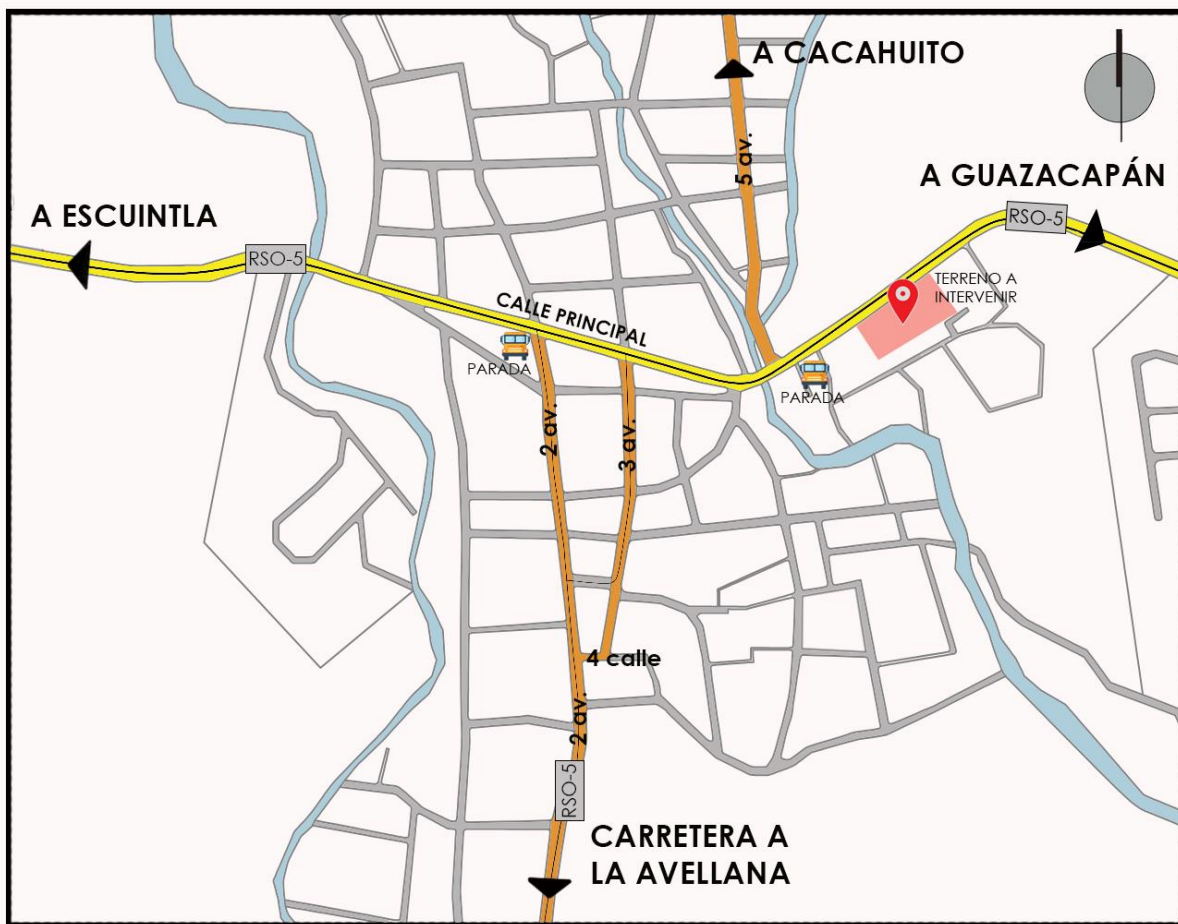 A CACAHUITO
5 av.
A GUAZACAPÁN
A ESCUINTLA
RSO-5
RSO-5
TERRENO A
INTERVENIR
CALLE PRINCIPAL
PARADA
PARADA
2 av.
3 av.
4 calle
2 av.
RSO-5
CARRETERA A
LA AVELLANA